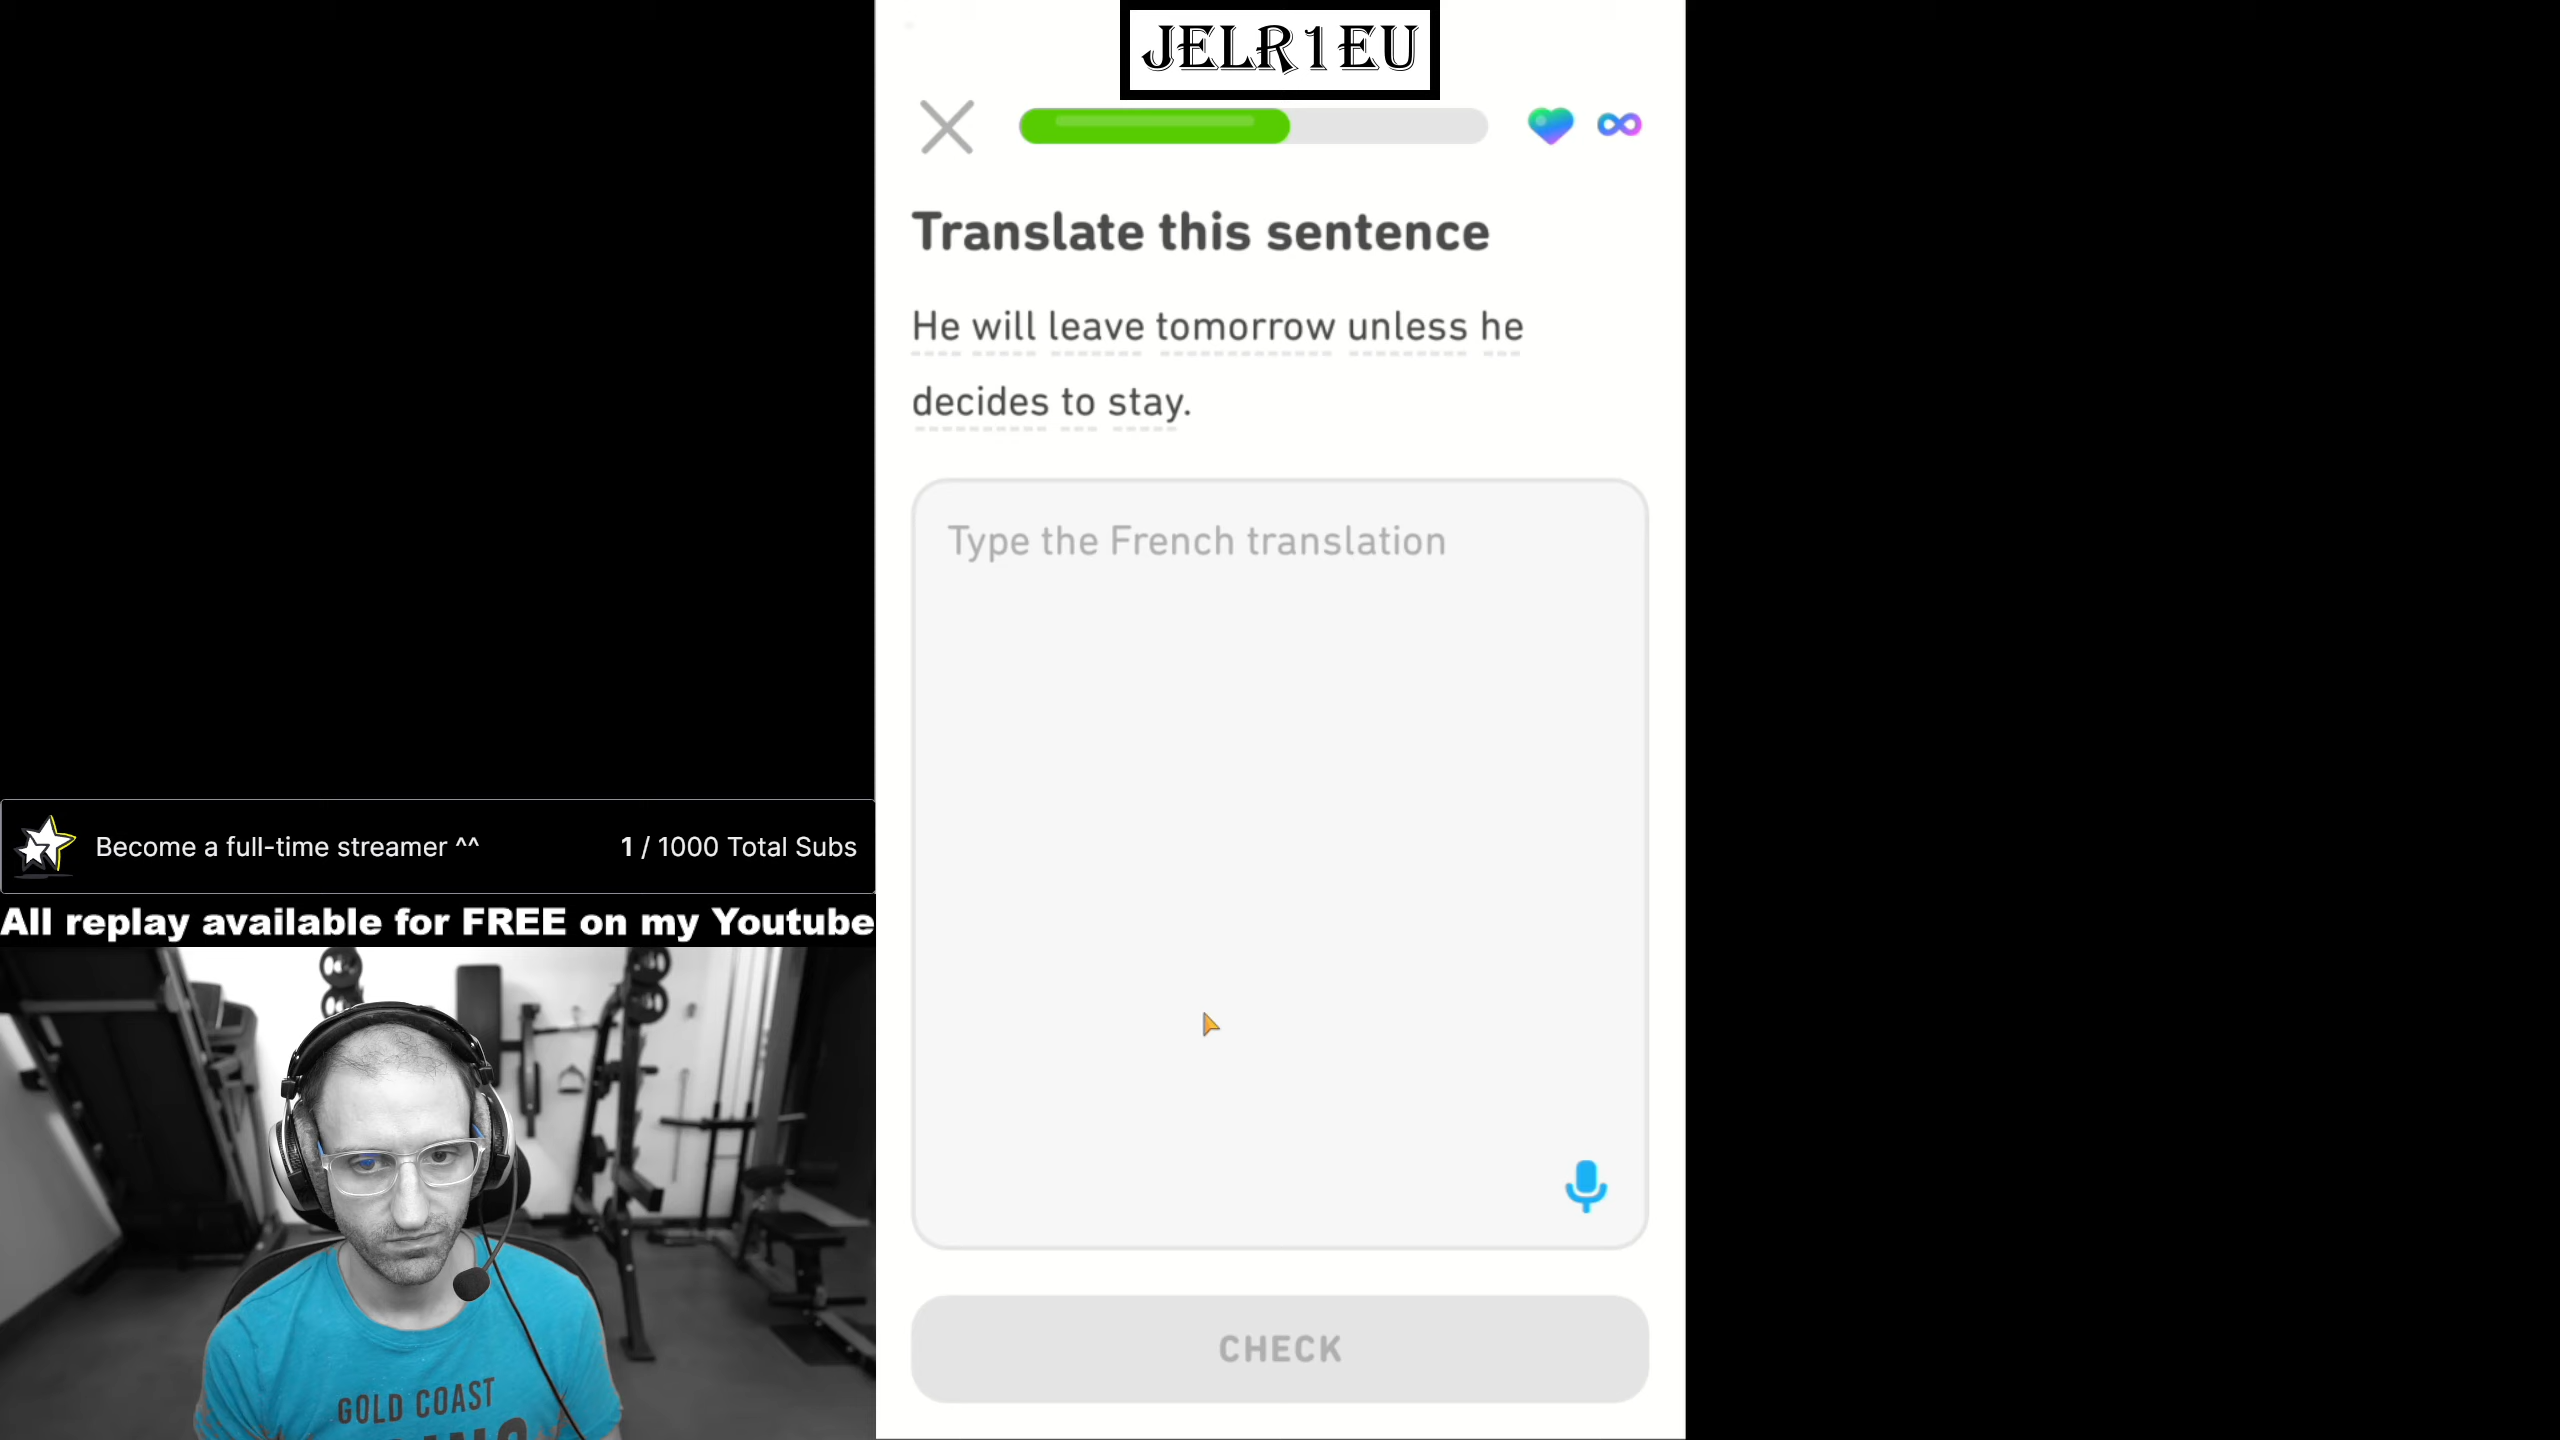 JELR1EU
Translate this sentence
He will leave tomorrow unless he
decides to stay.
Type the French translation
CHECK
Become a full-time streamer ^^ 1 / 1000 Total Subs
All replay available for FREE on my Youtube
GOLD COAST